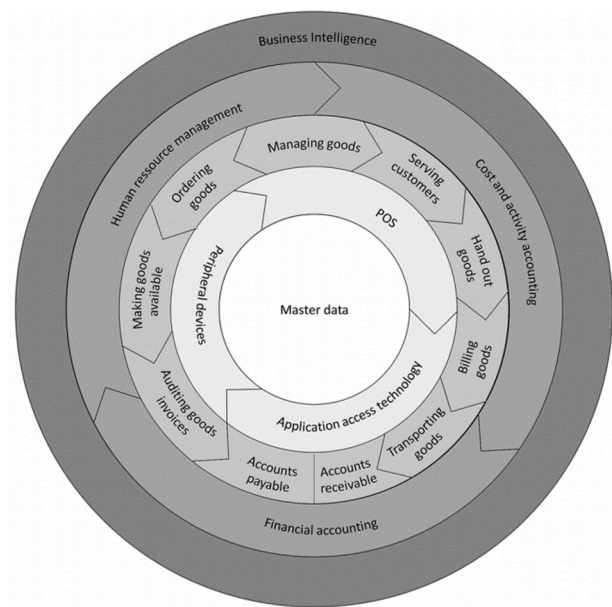 Business Intelligence
Human ressource management
Cost and activity accounting
Financial accounting
Managing goods
Serving
customers
Hand out
goods
Billing
goods
Transporting
goods
Accounts
receivable
Accounts
payable
Auditing goods
invoices
Making goods
available
Ordering
goods
POS
Application access technology
Peripheral devices
Master data